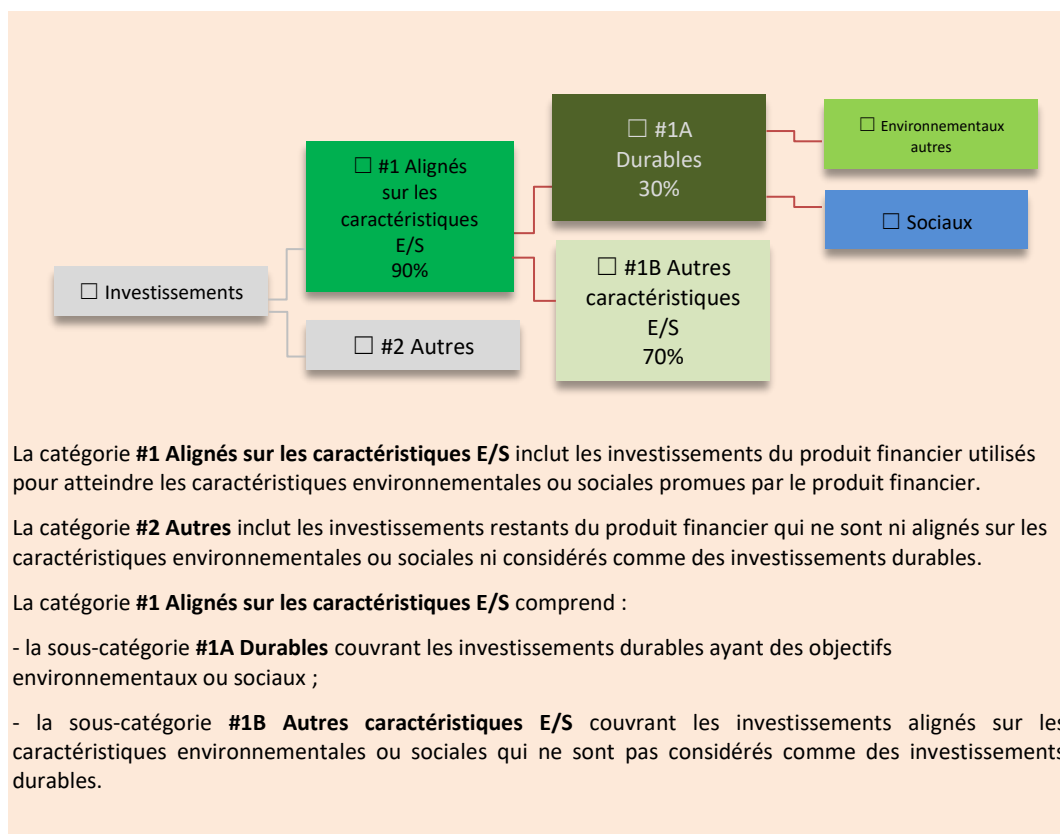 ☐ #1A
Durables
30%
☐ Environnementaux
autres
☐ #1 Alignés
sur les
caractéristiques
E/S
90%
☐ Sociaux
☐ #1B Autres
caractéristiques
E/S
70%
☐ Investissements
☐ #2 Autres
La catégorie #1 Alignés sur les caractéristiques E/S inclut les investissements du produit financier utilisés
pour atteindre les caractéristiques environnementales ou sociales promues par le produit financier.
La catégorie #2 Autres inclut les investissements restants du produit financier qui ne sont ni alignés sur les
caractéristiques environnementales ou sociales ni considérés comme des investissements durables.
La catégorie #1 Alignés sur les caractéristiques E/S comprend :
- la sous-catégorie #1A Durables couvrant les investissements durables ayant des objectifs
environnementaux ou sociaux ;
- la sous-catégorie #1B Autres caractéristiques E/S couvrant les investissements alignés sur les
caractéristiques environnementales ou sociales qui ne sont pas considérés comme des investissements
durables.